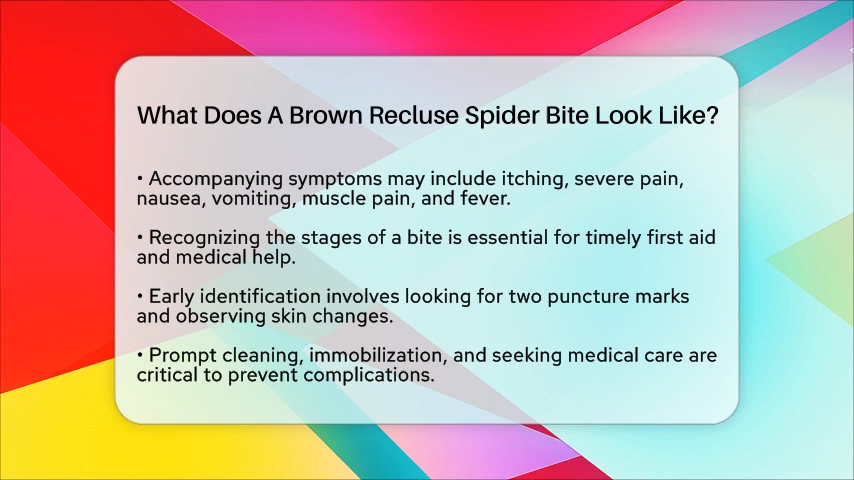 What Does A Brown Recluse Spider Bite Look Like?
• Accompanying symptoms may include itching, severe pain,
nausea, vomiting, muscle pain, and fever.
• Recognizing the stages of a bite is essential for timely first aid
and medical help.
• Early identification involves looking for two puncture marks
and observing skin changes.
• Prompt cleaning, immobilization, and seeking medical care are
critical to prevent complications.